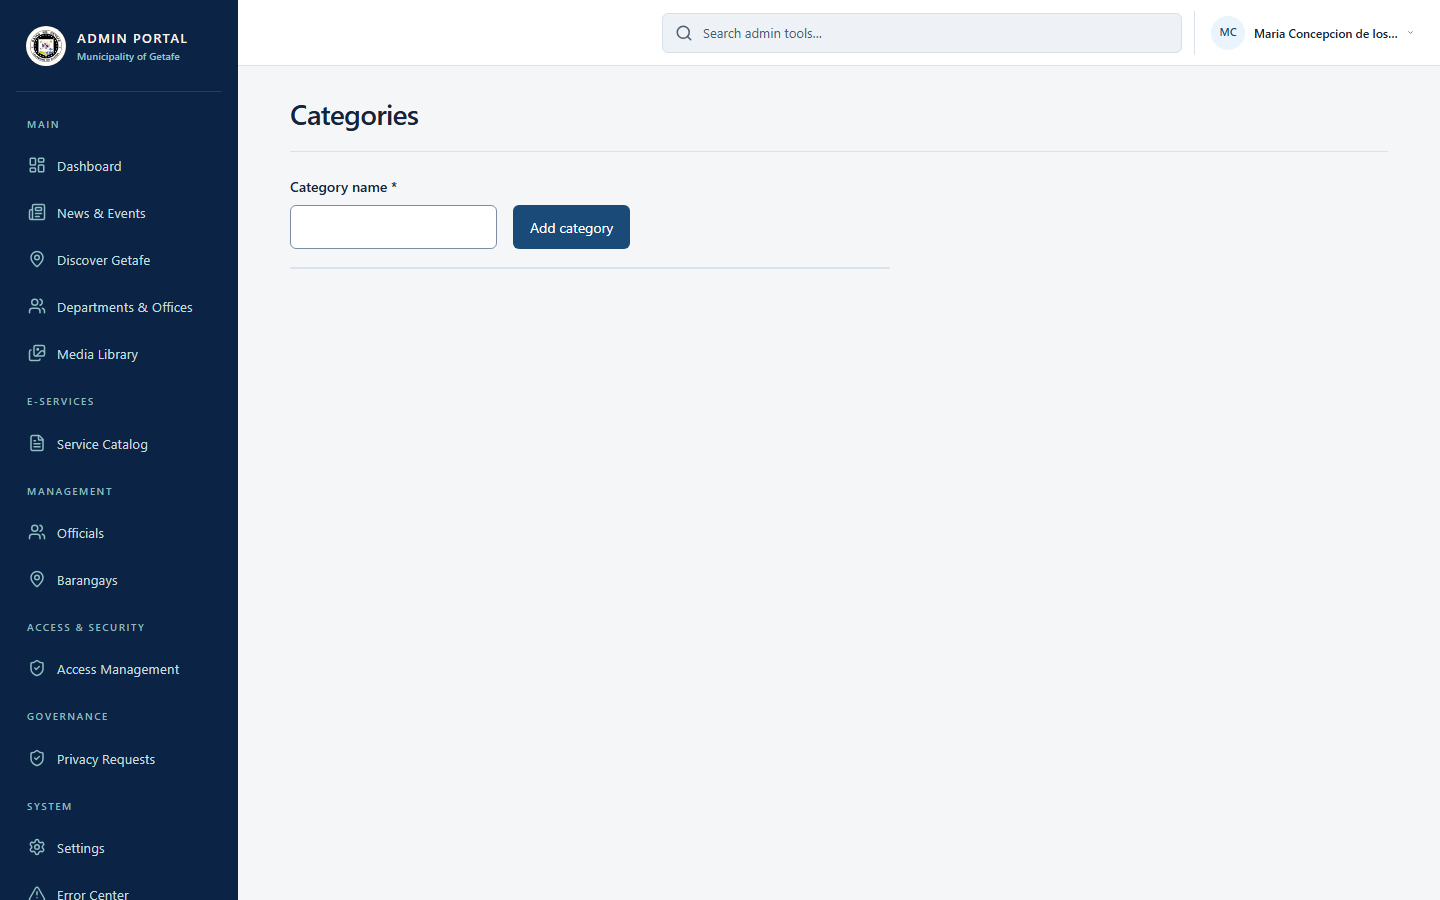 ADMIN PORTAL
Municipality of Getafe
Search admin tools...
MC
Maria Concepcion de los...
MAIN
Dashboard
News & Events
Discover Getafe
Departments & Offices
Media Library
E-SERVICES
Service Catalog
MANAGEMENT
Officials
Barangays
ACCESS & SECURITY
Access Management
GOVERNANCE
Privacy Requests
SYSTEM
Settings
Error Center
Categories
Category name *
Add category